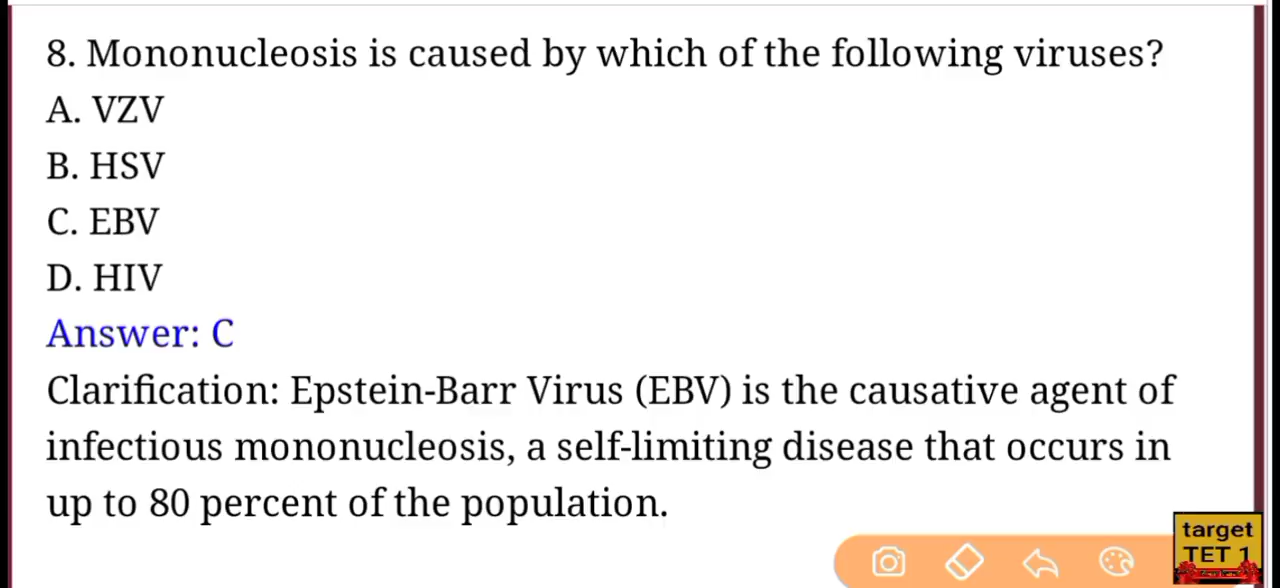 8. Mononucleosis is caused by which of the following viruses?
A. VZV
B. HSV
C. EBV
D. HIV
Answer: C
Clarification: Epstein-Barr Virus (EBV) is the causative agent of
infectious mononucleosis, a self-limiting disease that occurs in
up to 80 percent of the population.
target
TET 1